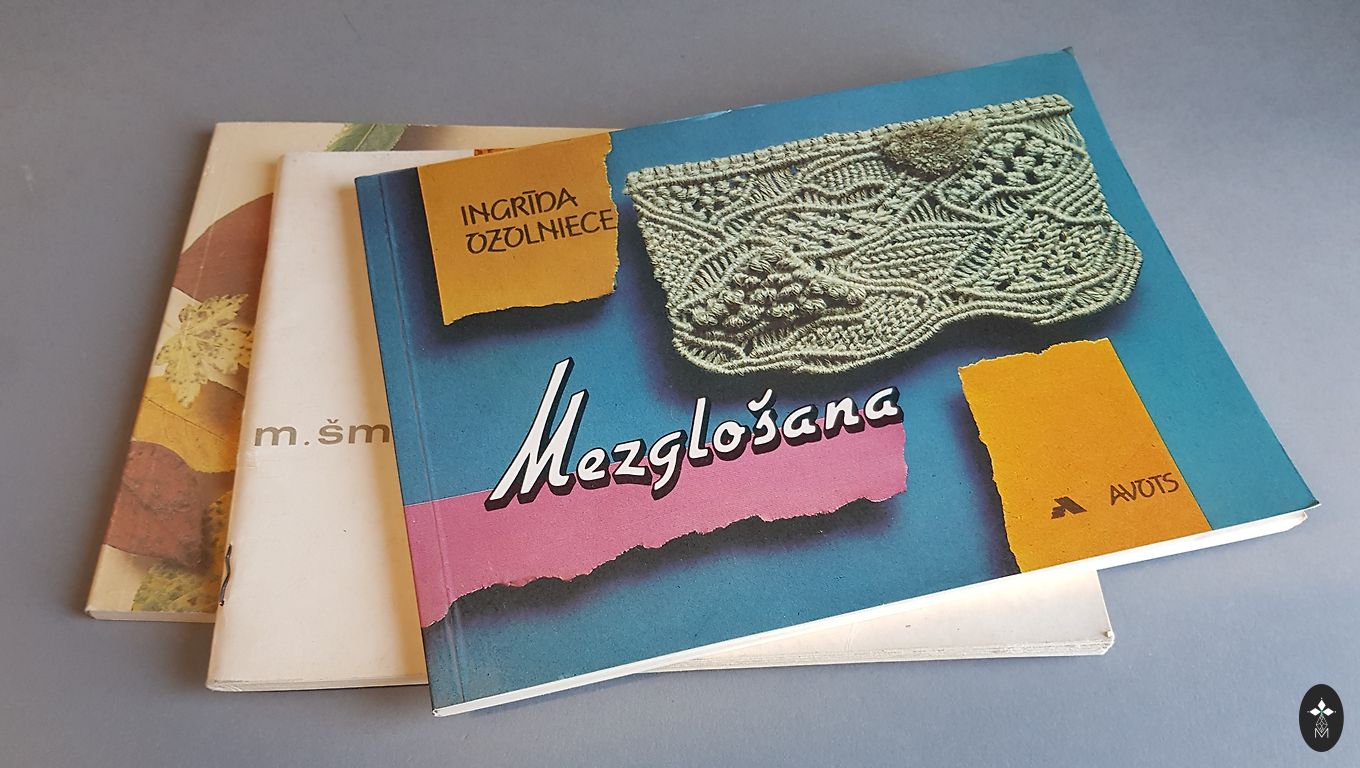 INGRĪDA
OZOLNIECE
Mezglošana
AVOTS
m.šm
M